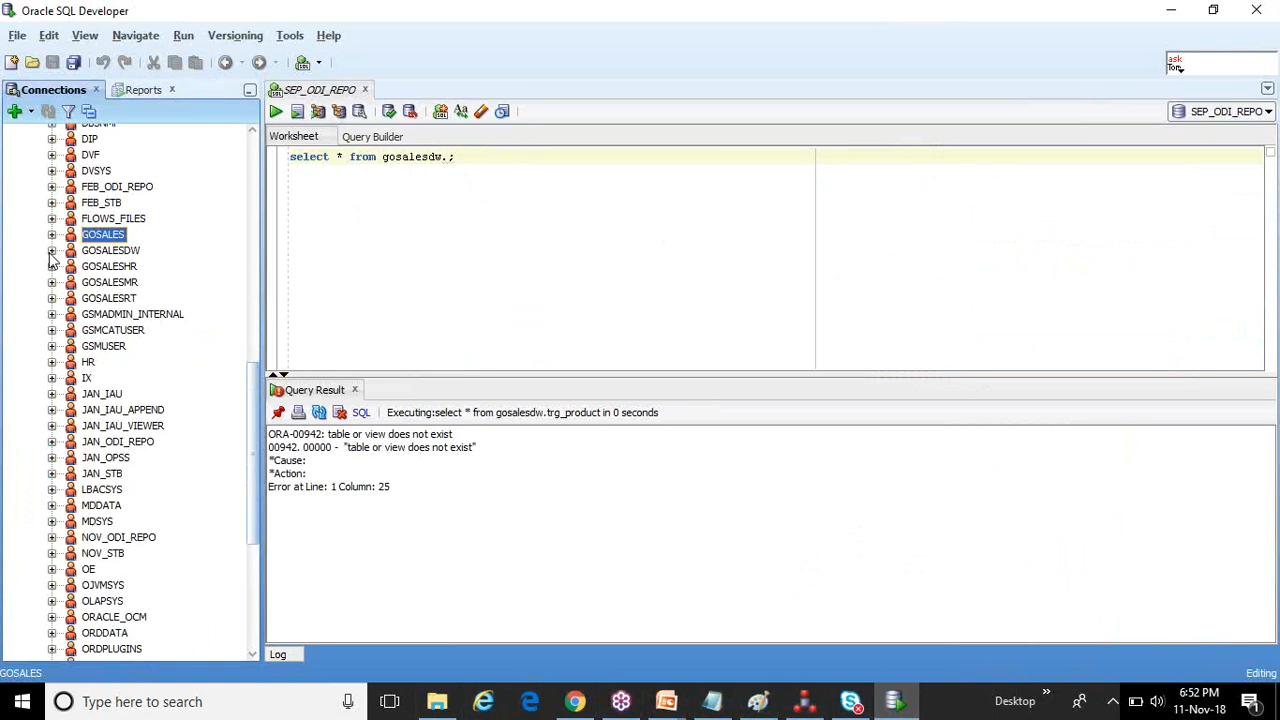 Oracle SQL Developer
File Edit View Navigate Run Versioning Tools Help
ask
Tom
Connections
Reports
SEP_ODI_REPO
SEP_ODI_REPO
Worksheet
Query Builder
select * from gosalesdw.;
DIP
DVF
DVSYS
FEB_ODI_REPO
FEB_STB
FLOWS_FILES
GOSALES
GOSALESDW
GOSALESHR
GOSALESMR
GOSALESRT
GSMADMIN_INTERNAL
GSMCATUSER
GSMUSER
HR
IX
JAN_IAU
JAN_IAU_APPEND
JAN_IAU_VIEWER
JAN_ODI_REPO
JAN_OPSS
JAN_STB
LBACSYS
MDDATA
MDSYS
NOV_ODI_REPO
NOV_STB
OE
OJVMSYS
OLAPSYS
ORACLE_OCM
ORDDATA
ORDPLUGINS
Query Result
SQL
Executing:select * from gosalesdw.trg_product in 0 seconds
ORA-00942: table or view does not exist
00942. 00000 - "table or view does not exist"
*Cause:
*Action:
Error at Line: 1 Column: 25
Log
GOSALES
Editing
Type here to search
Desktop
6:52 PM
11-Nov-18
1